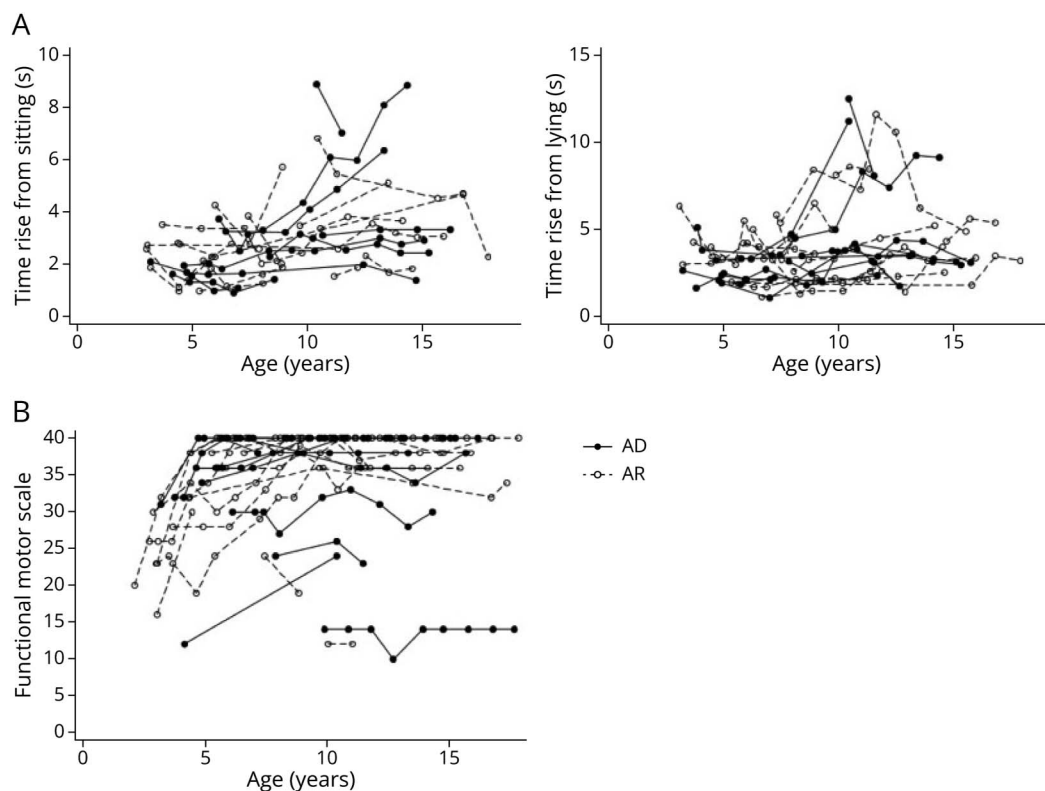 A
Time rise from sitting (s)
10
8
6
4
2
0
0 5 10 15
Age (years)
Time rise from lying (s)
15
10
5
0
0 5 10 15
Age (years)
B
Functional motor scale
40
35
30
25
20
15
10
5
0
0 5 10 15
Age (years)
AD
AR